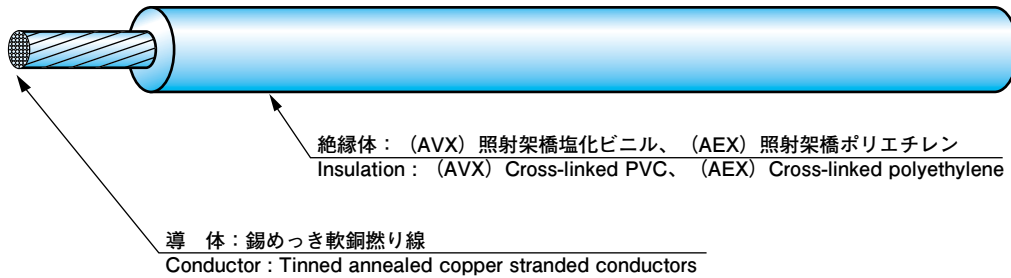 絶縁体：（AVX）照射架橋塩化ビニル、（AEX）照射架橋ポリエチレン
Insulation : （AVX）Cross-linked PVC、（AEX）Cross-linked polyethylene
導　体：錫めっき軟銅撚り線
Conductor : Tinned annealed copper stranded conductors